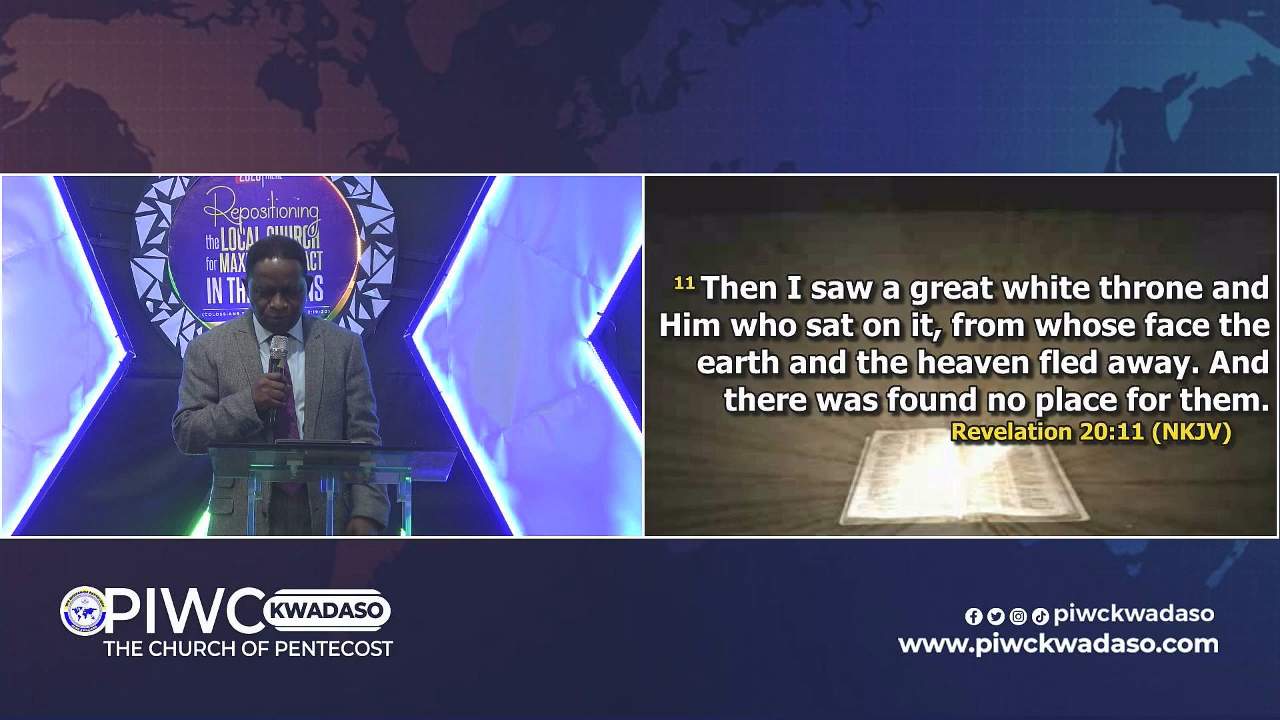 Repositioning
the LOCAL CHURCH
for
IN
11 Then I saw a great white throne and
Him who sat on it, from whose face the
earth and the heaven fled away. And
there was found no place for them.
Revelation 20:11 (NKJV)
PIWC KWADASO
THE CHURCH OF PENTECOST
piwckwadaso
www.piwckwadaso.com